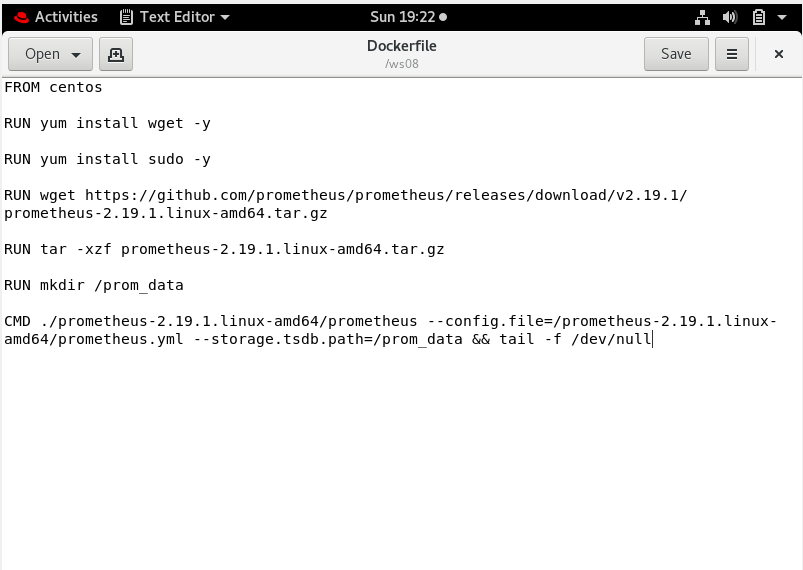 Activities Text Editor Sun 19:22
Open Dockerfile Save
/ws08
FROM centos
RUN yum install wget -y
RUN yum install sudo -y
RUN wget https://github.com/prometheus/prometheus/releases/download/v2.19.1/
prometheus-2.19.1.linux-amd64.tar.gz
RUN tar -xzf prometheus-2.19.1.linux-amd64.tar.gz
RUN mkdir /prom_data
CMD ./prometheus-2.19.1.linux-amd64/prometheus --config.file=/prometheus-2.19.1.linux-
amd64/prometheus.yml --storage.tsdb.path=/prom_data && tail -f /dev/null